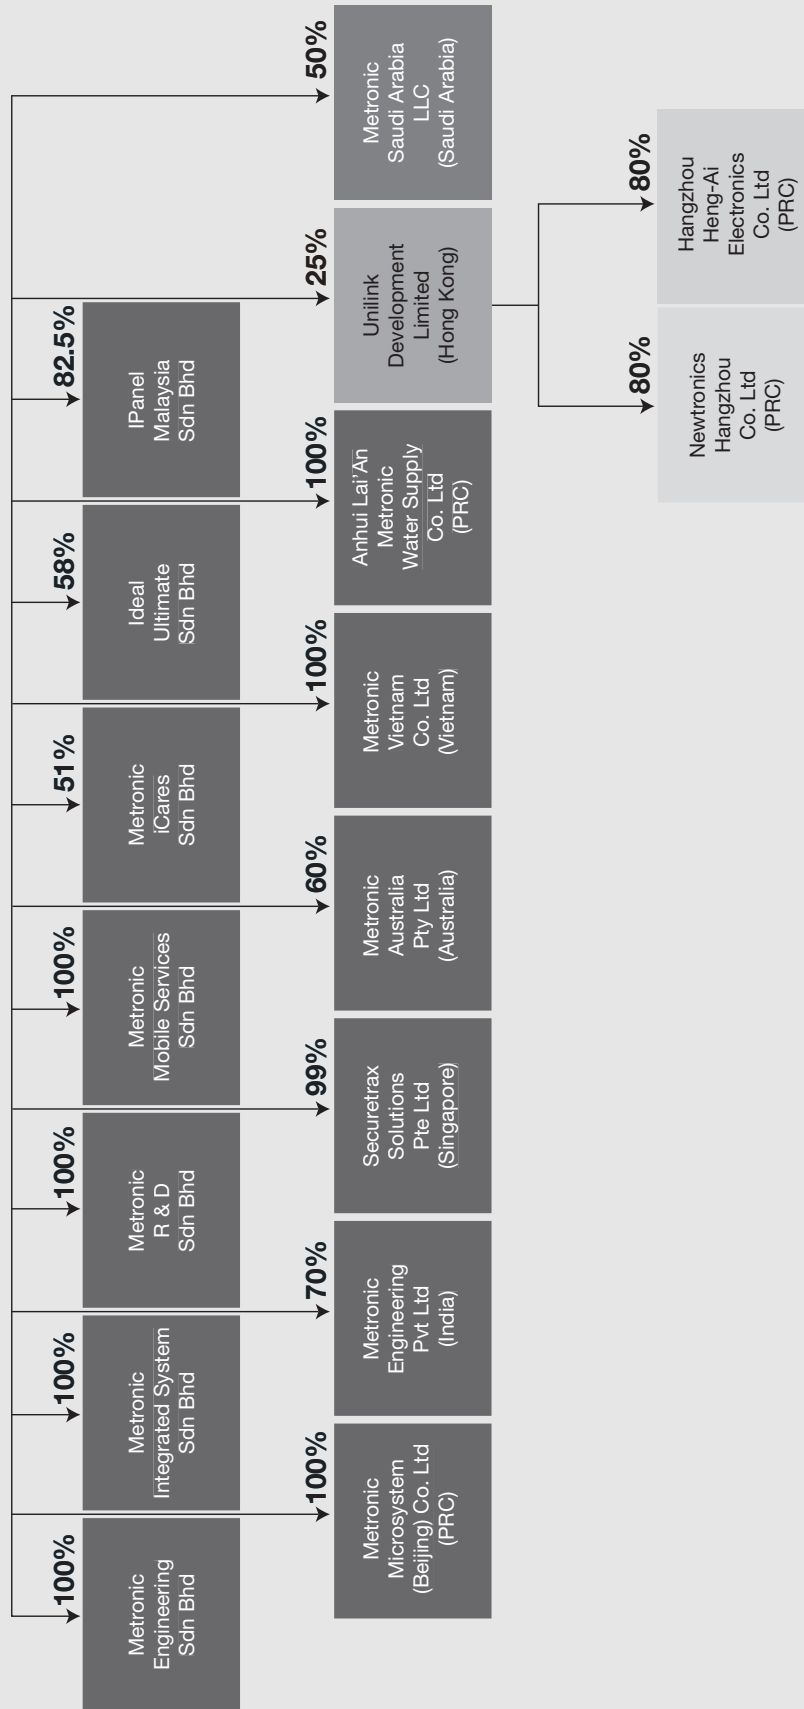 100%
Metronic
Engineering
Sdn Bhd
100%
Metronic
Integrated System
Sdn Bhd
100%
Metronic
R & D
Sdn Bhd
100%
Metronic
Mobile Services
Sdn Bhd
51%
Metronic
iCares
Sdn Bhd
58%
Ideal
Ultimate
Sdn Bhd
82.5%
IPanel
Malaysia
Sdn Bhd
100%
Metronic
Microsystem
(Beijing) Co. Ltd
(PRC)
70%
Metronic
Engineering
Pvt Ltd
(India)
99%
Securetrax
Solutions
Pte Ltd
(Singapore)
60%
Metronic
Australia
Pty Ltd
(Australia)
100%
Metronic
Vietnam
Co. Ltd
(Vietnam)
100%
Anhui Lai'An
Metronic
Water Supply
Co. Ltd
(PRC)
25%
Unilink
Development
Limited
(Hong Kong)
50%
Metronic
Saudi Arabia
LLC
(Saudi Arabia)
80%
Newtronics
Hangzhou
Co. Ltd
(PRC)
80%
Hangzhou
Heng-Ai
Electronics
Co. Ltd
(PRC)